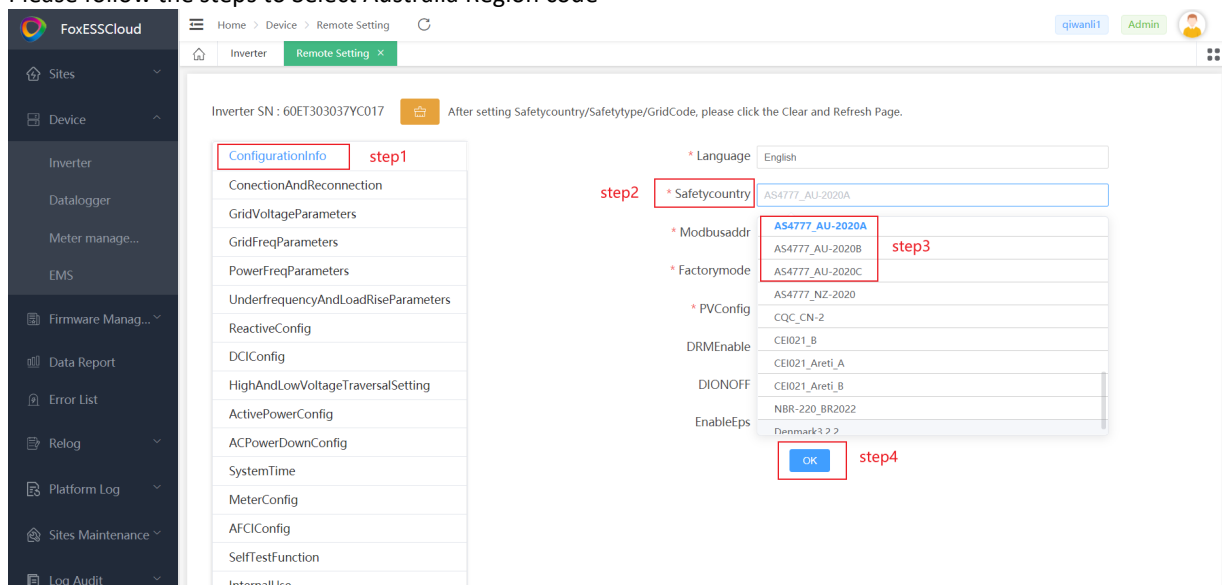 Please follow the steps to Select Australia Region code
FoxESSCloud
Home > Device > Remote Setting
qiwanli1
Admin
Inverter
Remote Setting ×
Sites
Device
Inverter
Datalogger
Meter manage...
EMS
Firmware Manag...
Data Report
Error List
Relog
Platform Log
Sites Maintenance
Log Audit
Inverter SN : 60ET303037YC017
After setting Safetycountry/Safetytype/GridCode, please click the Clear and Refresh Page.
ConfigurationInfo
step1
ConectionAndReconnection
GridVoltageParameters
GridFreqParameters
PowerFreqParameters
UnderfrequencyAndLoadRiseParameters
ReactiveConfig
DCIConfig
HighAndLowVoltageTraversalSetting
ActivePowerConfig
ACPowerDownConfig
SystemTime
MeterConfig
AFCIConfig
SelfTestFunction
InternalUse
* Language
English
step2
* Safetycountry
AS4777_AU-2020A
* Modbusaddr
* Factorymode
* PVConfig
DRMEnable
DIONOFF
EnableEps
AS4777_AU-2020A
AS4777_AU-2020B
step3
AS4777_AU-2020C
AS4777_NZ-2020
CQC_CN-2
CEI021_B
CEI021_Areti_A
CEI021_Areti_B
NBR-220_BR2022
Denmark3.2.2
OK
step4